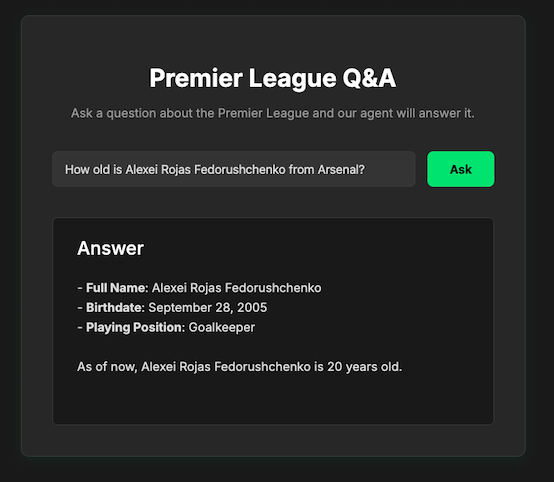 Premier League Q&A
Ask a question about the Premier League and our agent will answer it.
How old is Alexei Rojas Fedorushchenko from Arsenal?
Ask
Answer
- Full Name: Alexei Rojas Fedorushchenko
- Birthdate: September 28, 2005
- Playing Position: Goalkeeper
As of now, Alexei Rojas Fedorushchenko is 20 years old.